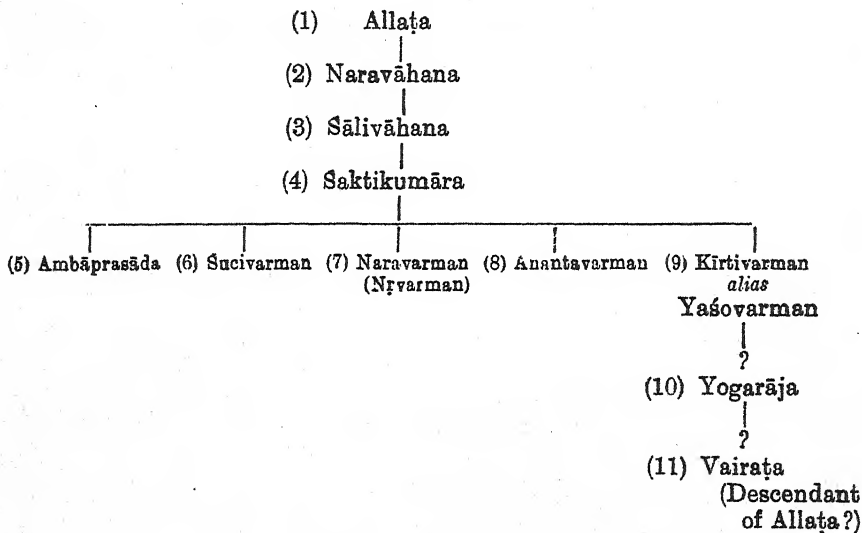 (1) Allaṭa
(2) Naravāhana
(3) Śālivāhana
(4) Śaktikumāra
(5) Ambāprasāda (6) Śucivarman (7) Naravarman (8) Anantavarman (9) Kīrtivarman
(Nṛvarman) alias
Yaśovarman
?
(10) Yogarāja
?
(11) Vairaṭa
(Descendant
of Allaṭa?)